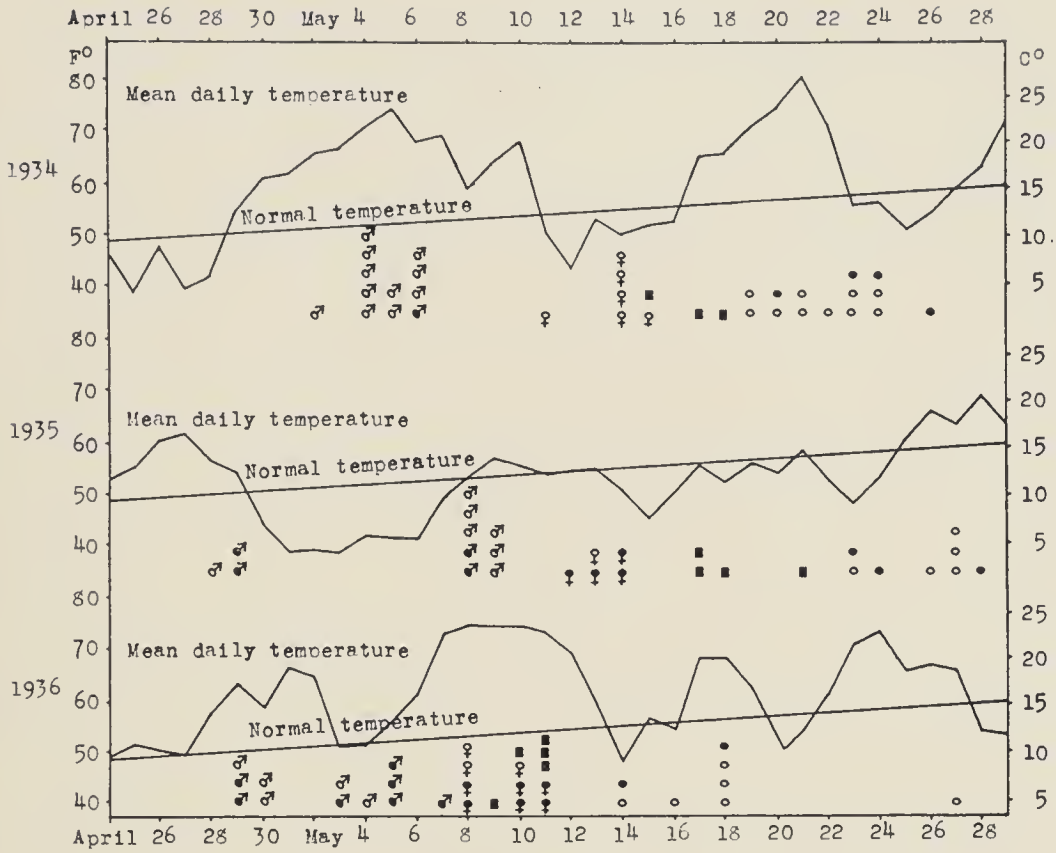 April 26 28 30 May 4 6 8 10 12 14 16 18 20 22 24 26 28
F° C°
80
Mean daily temperature 25
70
1934 20
60 15
Normal temperature
50 10.
40 5
80
25
70
Mean daily temperature 20
1935
60 15
Normal temperature
50 10
40 5
80
25
70
Mean daily temperature 20
1936
60 15
Normal temperature
50 10
40 5
April 26 28 30 May 4 6 8 10 12 14 16 18 20 22 24 26 28